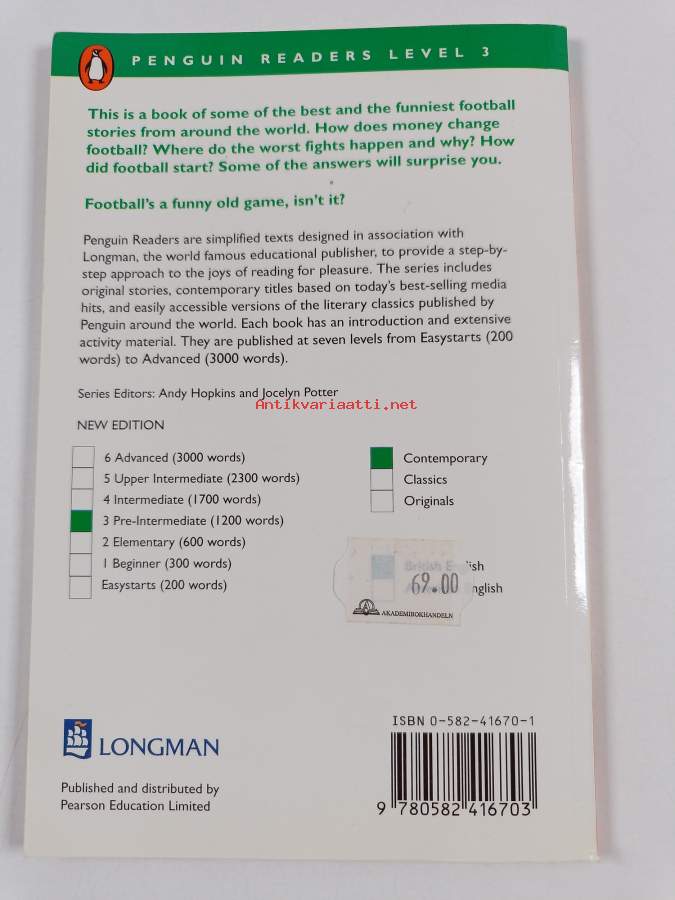 PENGUIN READERS LEVEL 3
This is a book of some of the best and the funniest football
stories from around the world. How does money change
football? Where do the worst fights happen and why? How
did football start? Some of the answers will surprise you.
Football's a funny old game, isn't it?
Penguin Readers are simplified texts designed in association with
Longman, the world famous educational publisher, to provide a step-by-
step approach to the joys of reading for pleasure. The series includes
original stories, contemporary titles based on today's best-selling media
hits, and easily accessible versions of the literary classics published by
Penguin around the world. Each book has an introduction and extensive
activity material. They are published at seven levels from Easystarts (200
words) to Advanced (3000 words).
Series Editors: Andy Hopkins and Jocelyn Potter
Antikvariaatti.net
NEW EDITION
6 Advanced (3000 words)
5 Upper Intermediate (2300 words)
4 Intermediate (1700 words)
3 Pre-Intermediate (1200 words)
2 Elementary (600 words)
1 Beginner (300 words)
Easystarts (200 words)
Contemporary
Classics
Originals
British English
English
69.00
AKADEMIBOKHANDELN
LONGMAN
Published and distributed by
Pearson Education Limited
ISBN 0-582-41670-1
9 780582 416703